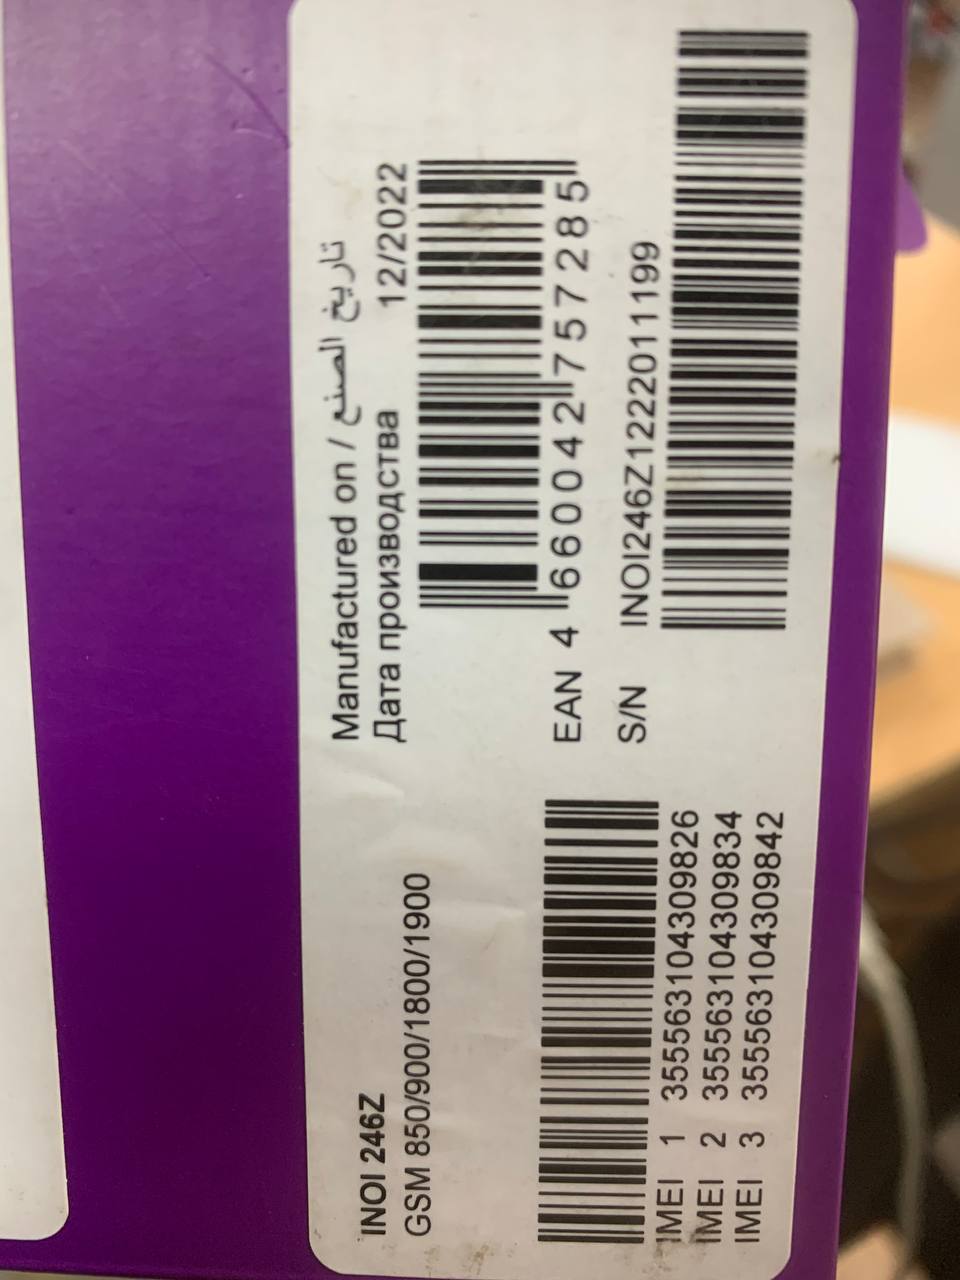 INOI 246Z
GSM 850/900/1800/1900
IMEI 1 355563104309826
IMEI 2 355563104309834
IMEI 3 355563104309842
Manufactured on / تاريخ الصنع
Дата производства 12/2022
EAN 4 660042 757285
S/N INOI246Z1222011199